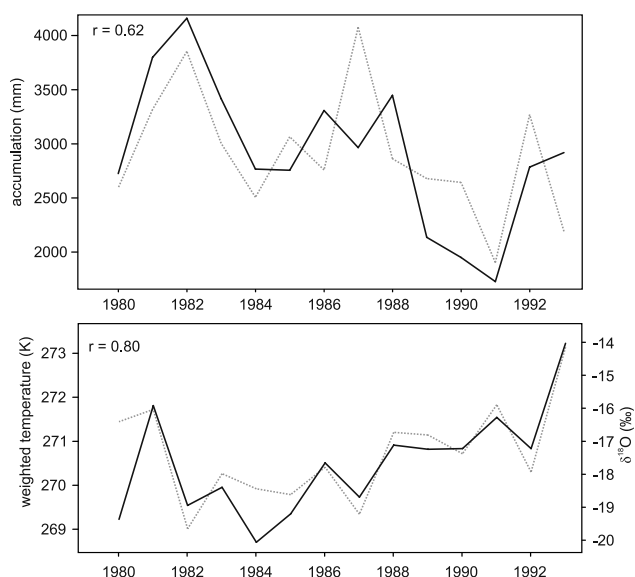 r = 0.62
accumulation (mm)
4000
3500
3000
2500
2000
1980 1982 1984 1986 1988 1990 1992
r = 0.80
weighted temperature (K)
273
272
271
270
269
-14
-15
-16
-17
-18
-19
-20
δ¹⁸O (‰)
1980 1982 1984 1986 1988 1990 1992